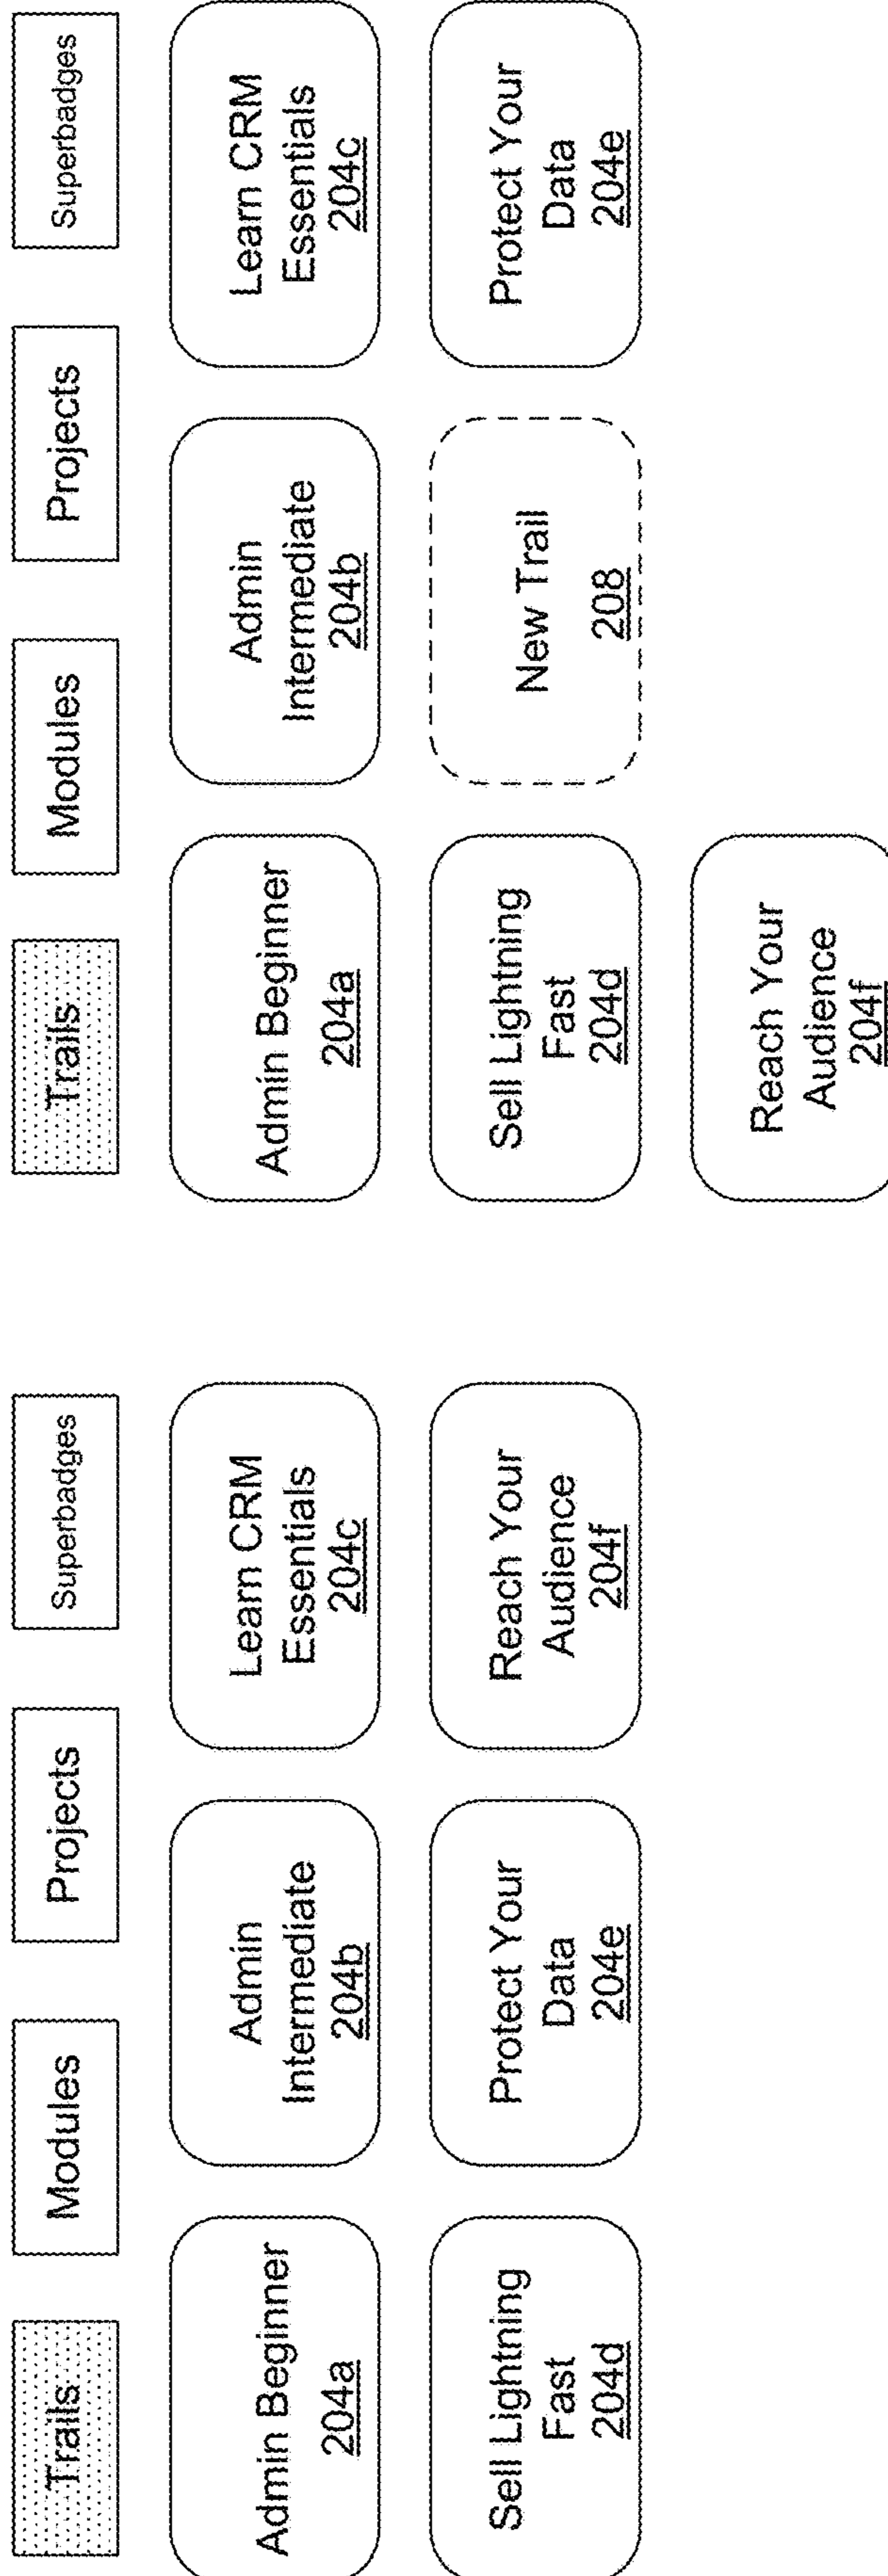 Trails
Modules
Projects
Superbadges
Admin Beginner
204a
Admin
Intermediate
204b
Learn CRM
Essentials
204c
Sell Lightning
Fast
204d
Protect Your
Data
204e
Reach Your
Audience
204f
Trails
Modules
Projects
Superbadges
Admin Beginner
204a
Admin
Intermediate
204b
Learn CRM
Essentials
204c
Sell Lightning
Fast
204d
New Trail
208
Protect Your
Data
204e
Reach Your
Audience
204f